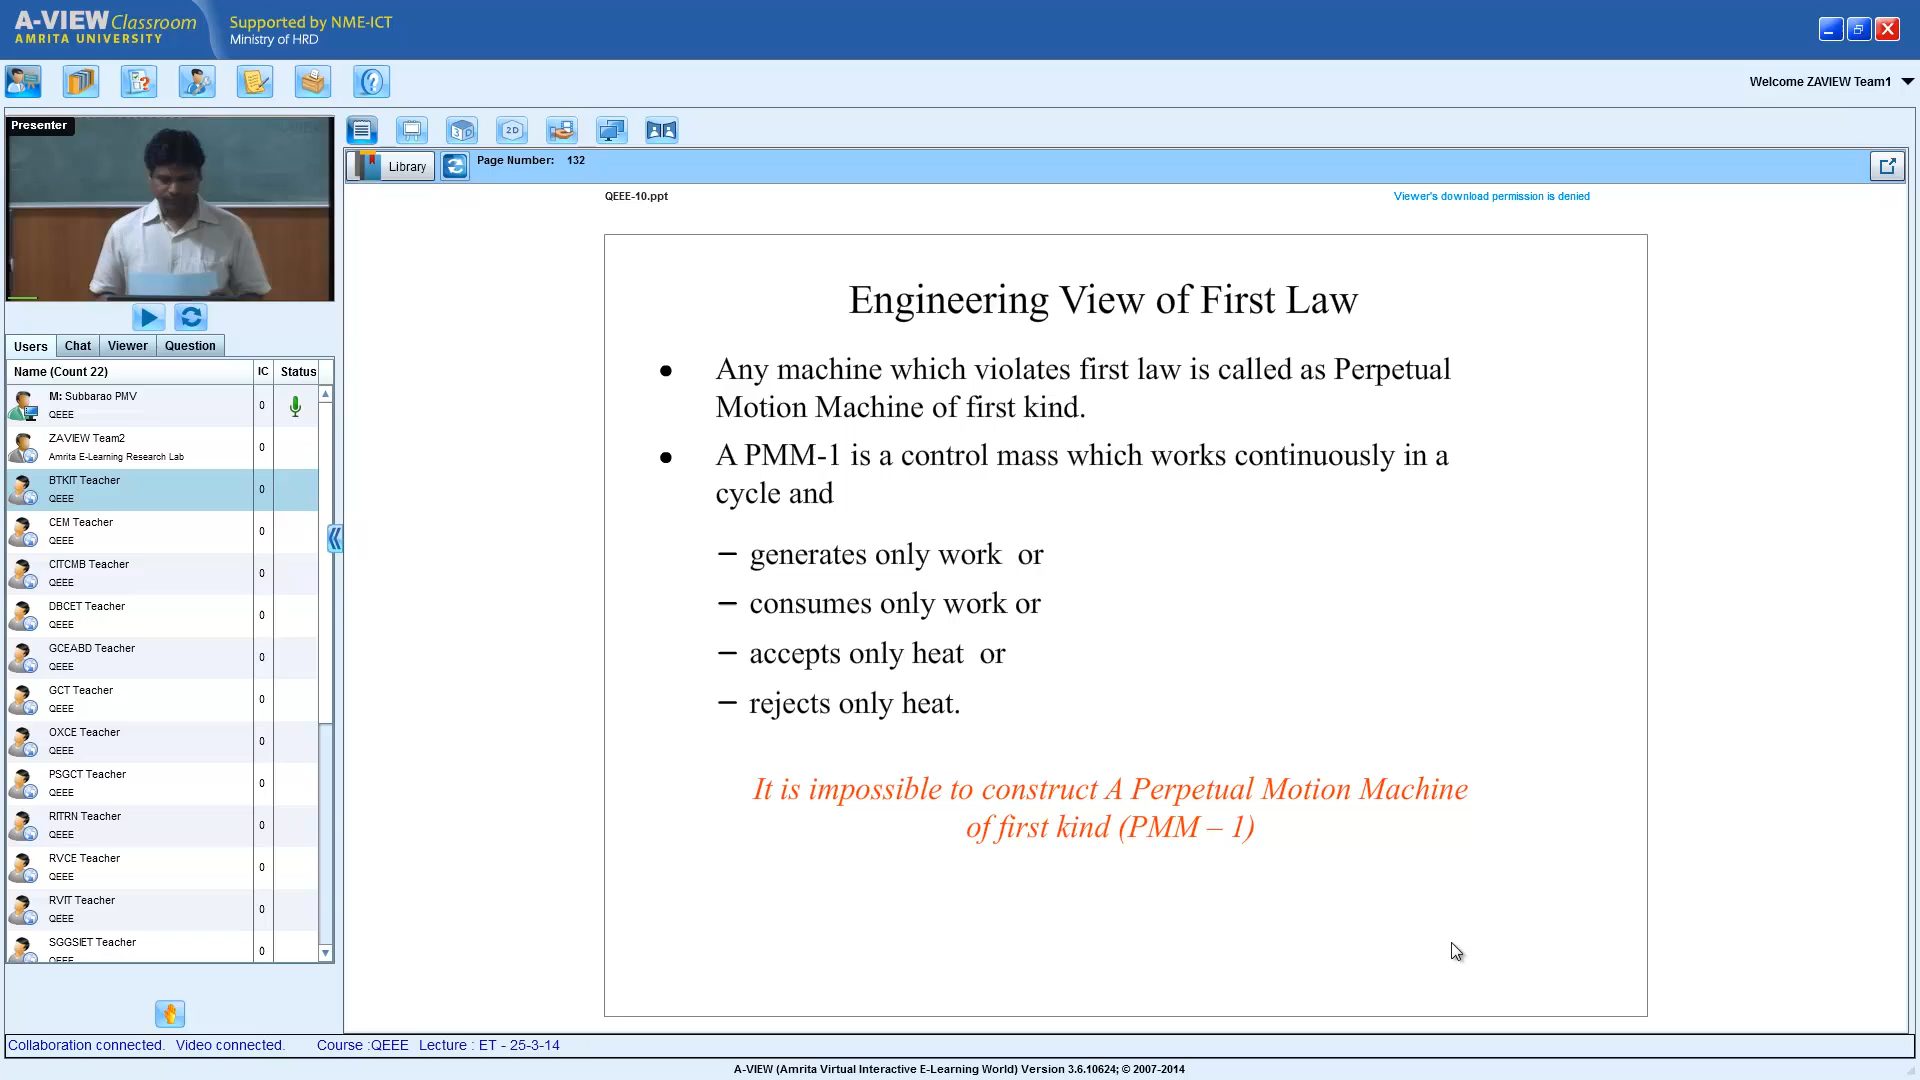 A-VIEW Classroom
AMRITA UNIVERSITY
Supported by NME-ICT
Ministry of HRD
Welcome ZAVIEW Team1
Presenter
Library
Page Number: 132
QEEE-10.ppt
Viewer's download permission is denied
Users Chat Viewer Question
Name (Count 22) IC Status
M: Subbarao PMV
QEEE
0
ZAVIEW Team2
Amrita E-Learning Research Lab
0
BTKIT Teacher
QEEE
0
CEM Teacher
QEEE
0
CITCMB Teacher
QEEE
0
DBCET Teacher
QEEE
0
GCEABD Teacher
QEEE
0
GCT Teacher
QEEE
0
OXCE Teacher
QEEE
0
PSGCT Teacher
QEEE
0
RITRN Teacher
QEEE
0
RVCE Teacher
QEEE
0
RVIT Teacher
QEEE
0
SGGSIET Teacher
QEEE
0
Engineering View of First Law
• Any machine which violates first law is called as Perpetual
Motion Machine of first kind.
• A PMM-1 is a control mass which works continuously in a
cycle and
– generates only work or
– consumes only work or
– accepts only heat or
– rejects only heat.
It is impossible to construct A Perpetual Motion Machine
of first kind (PMM – 1)
3D
2D
Collaboration connected. Video connected. Course :QEEE Lecture : ET - 25-3-14
A-VIEW (Amrita Virtual Interactive E-Learning World) Version 3.6.10624; © 2007-2014